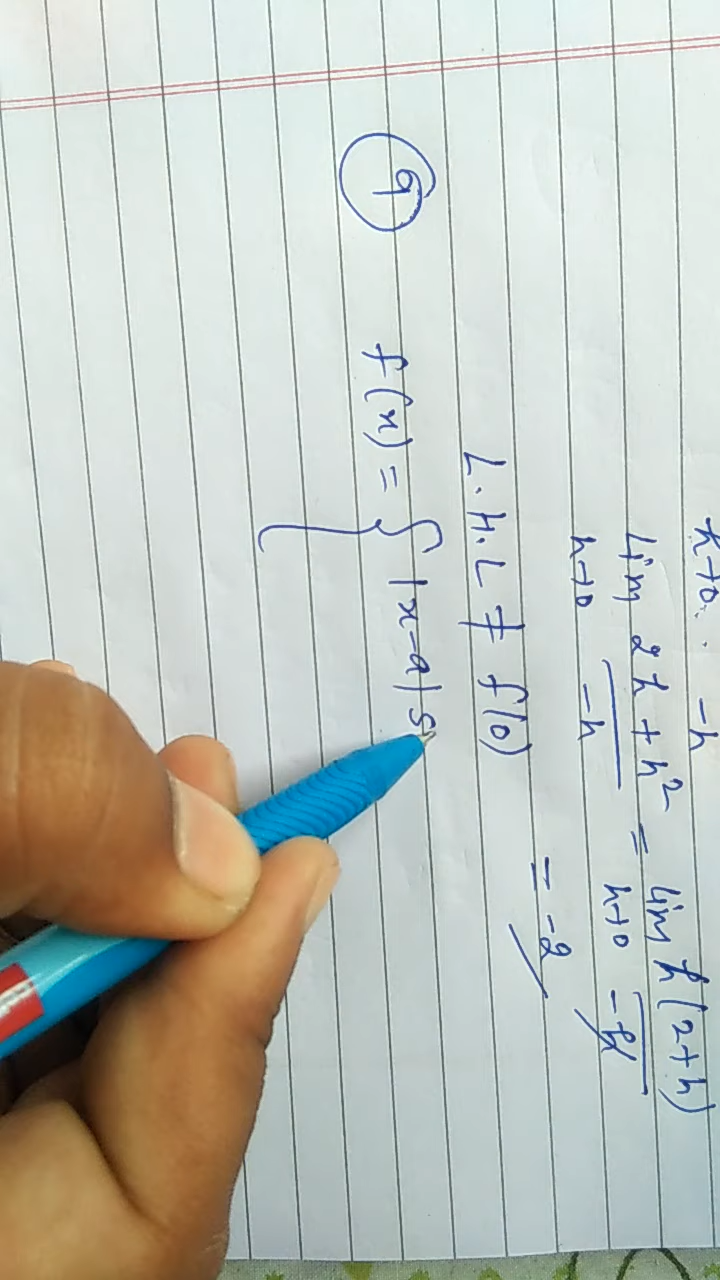 h→0 . -h
lim 2h+h² = lim h(2+h)
h→0 -h h→0 -h
= -2
L.H.L ≠ f(0)
9 f(x) = { |x-a| s